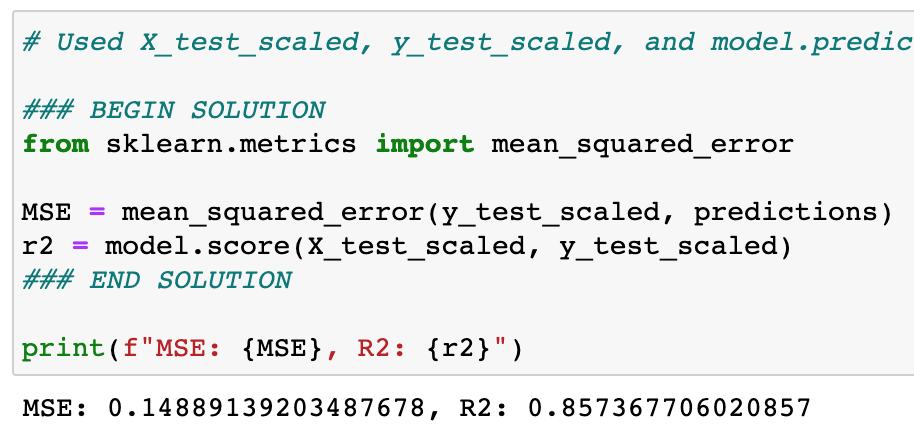 # Used X_test_scaled, y_test_scaled, and model.predic
### BEGIN SOLUTION
from sklearn.metrics import mean_squared_error
MSE = mean_squared_error(y_test_scaled, predictions)
r2 = model.score(X_test_scaled, y_test_scaled)
### END SOLUTION
print(f"MSE: {MSE}, R2: {r2}")
MSE: 0.14889139203487678, R2: 0.857367706020857